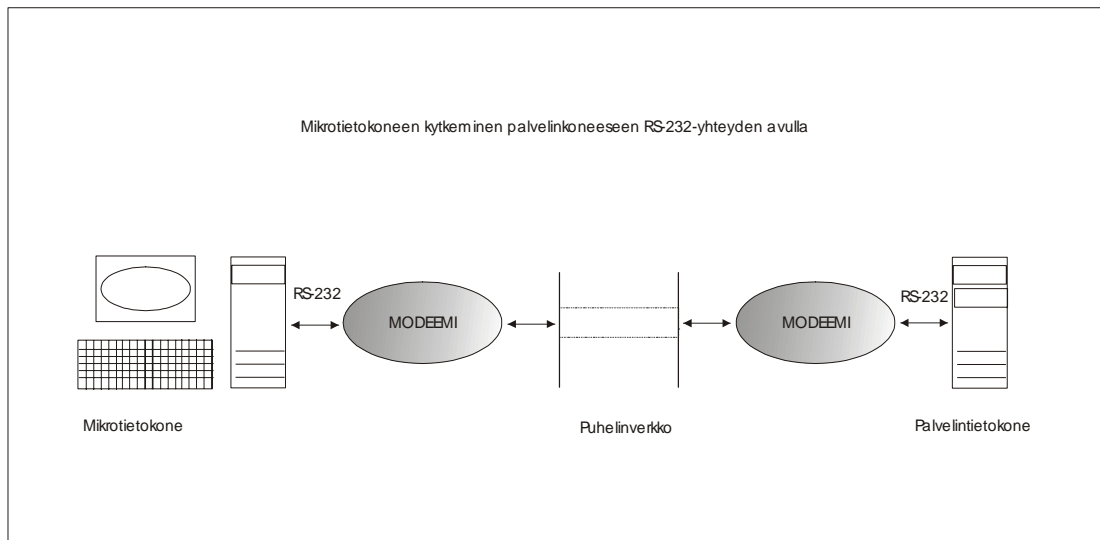 Mikrotietokoneen kytkeminen palvelinkoneeseen RS-232-yhteyden avulla
RS-232
MODEEMI
MODEEMI
RS-232
Mikrotietokone
Puhelinverkko
Palvelintietokone